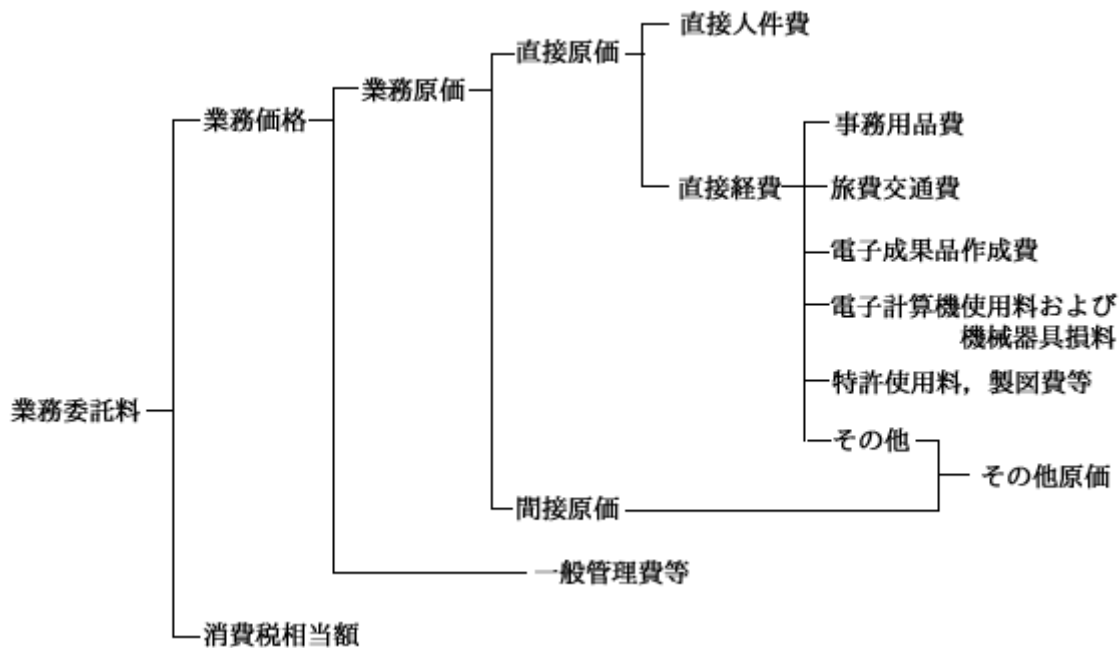 直接人件費
直接原価
業務原価
業務価格
事務用品費
直接経費
旅費交通費
電子成果品作成費
電子計算機使用料および
機械器具損料
特許使用料，製図費等
業務委託料
その他
その他原価
間接原価
一般管理費等
消費税相当額